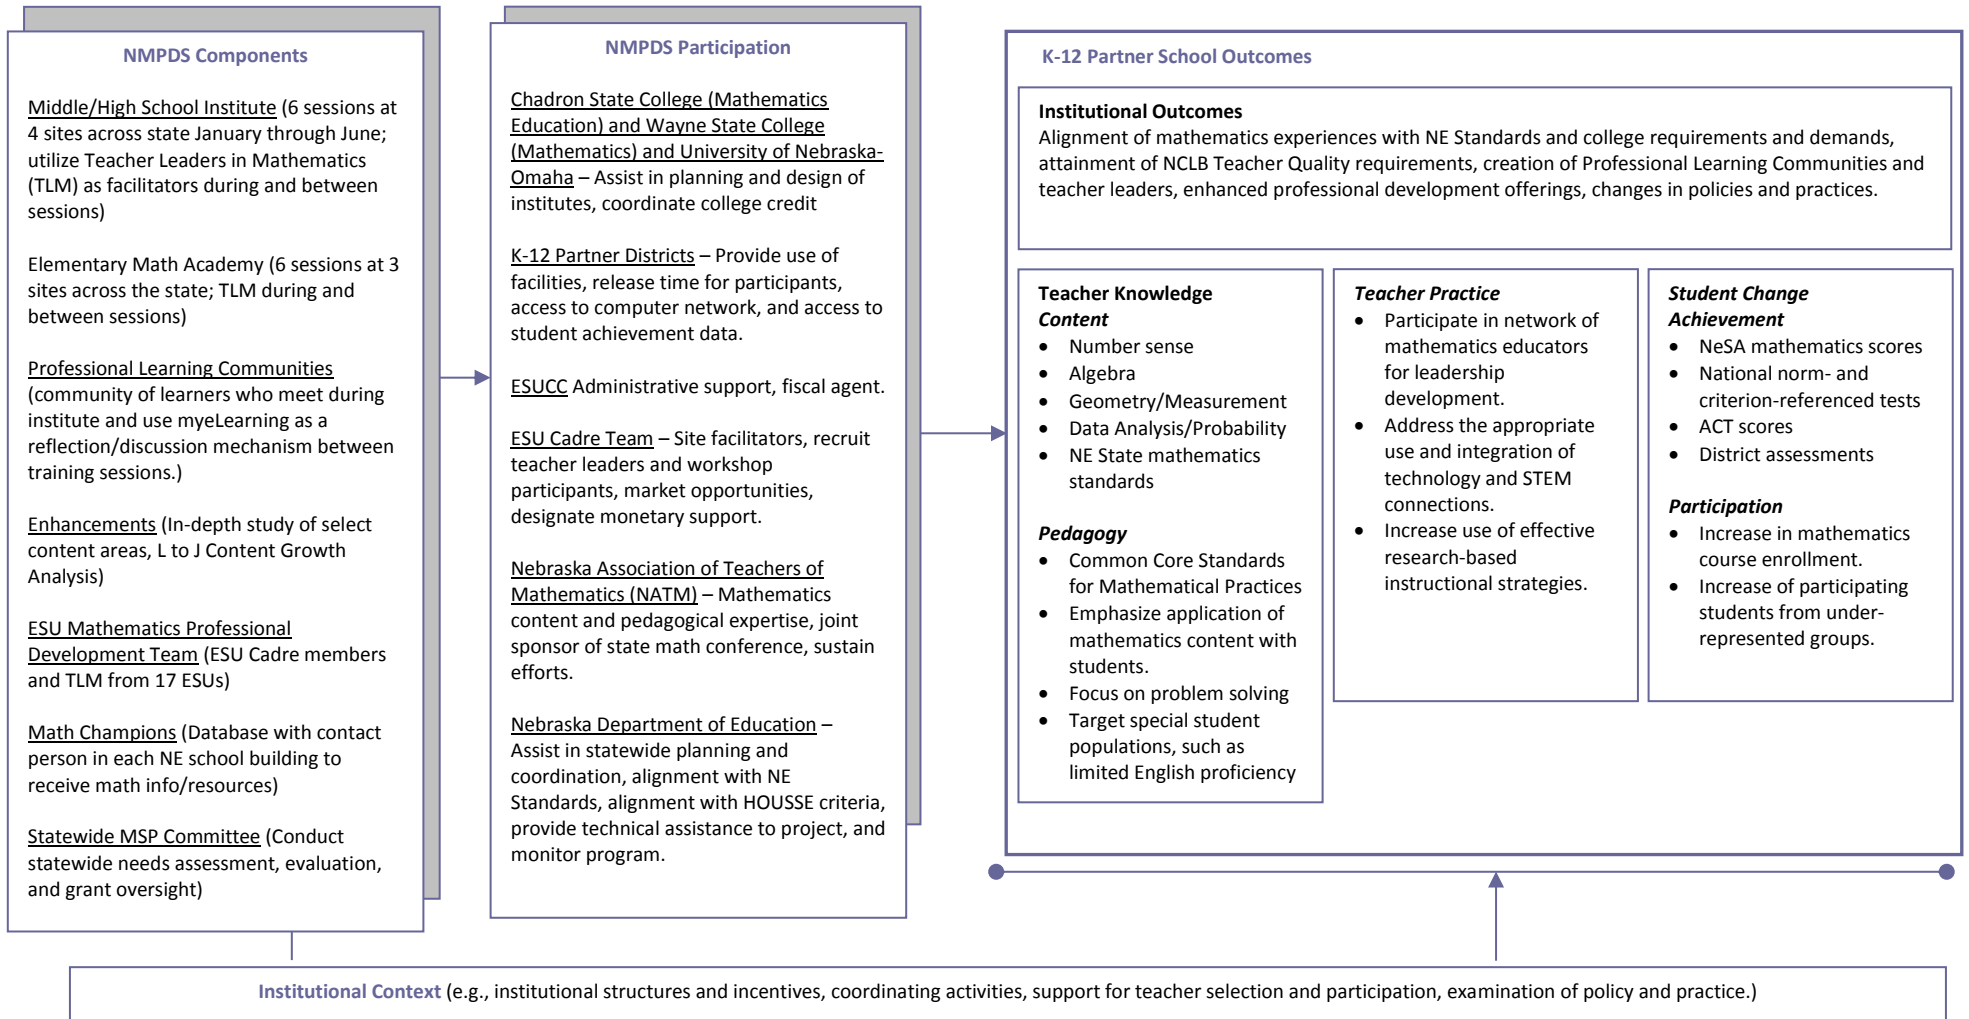 NMPDS Components
Middle/High School Institute (6 sessions at
4 sites across state January through June;
utilize Teacher Leaders in Mathematics
(TLM) as facilitators during and between
sessions)
Elementary Math Academy (6 sessions at 3
sites across the state; TLM during and
between sessions)
Professional Learning Communities
(community of learners who meet during
institute and use myeLearning as a
reflection/discussion mechanism between
training sessions.)
Enhancements (In-depth study of select
content areas, L to J Content Growth
Analysis)
ESU Mathematics Professional
Development Team (ESU Cadre members
and TLM from 17 ESUs)
Math Champions (Database with contact
person in each NE school building to
receive math info/resources)
Statewide MSP Committee (Conduct
statewide needs assessment, evaluation,
and grant oversight)
NMPDS Participation
Chadron State College (Mathematics
Education) and Wayne State College
(Mathematics) and University of Nebraska-
Omaha – Assist in planning and design of
institutes, coordinate college credit
K-12 Partner Districts – Provide use of
facilities, release time for participants,
access to computer network, and access to
student achievement data.
ESUCC Administrative support, fiscal agent.
ESU Cadre Team – Site facilitators, recruit
teacher leaders and workshop
participants, market opportunities,
designate monetary support.
Nebraska Association of Teachers of
Mathematics (NATM) – Mathematics
content and pedagogical expertise, joint
sponsor of state math conference, sustain
efforts.
Nebraska Department of Education –
Assist in statewide planning and
coordination, alignment with NE
Standards, alignment with HOUSSE criteria,
provide technical assistance to project, and
monitor program.
K-12 Partner School Outcomes
Institutional Outcomes
Alignment of mathematics experiences with NE Standards and college requirements and demands,
attainment of NCLB Teacher Quality requirements, creation of Professional Learning Communities and
teacher leaders, enhanced professional development offerings, changes in policies and practices.
Teacher Knowledge
Content
• Number sense
• Algebra
• Geometry/Measurement
• Data Analysis/Probability
• NE State mathematics
standards
Pedagogy
• Common Core Standards
for Mathematical Practices
• Emphasize application of
mathematics content with
students.
• Focus on problem solving
• Target special student
populations, such as
limited English proficiency
Teacher Practice
• Participate in network of
mathematics educators
for leadership
development.
• Address the appropriate
use and integration of
technology and STEM
connections.
• Increase use of effective
research-based
instructional strategies.
Student Change
Achievement
• NeSA mathematics scores
• National norm- and
criterion-referenced tests
• ACT scores
• District assessments
Participation
• Increase in mathematics
course enrollment.
• Increase of participating
students from under-
represented groups.
Institutional Context (e.g., institutional structures and incentives, coordinating activities, support for teacher selection and participation, examination of policy and practice.)